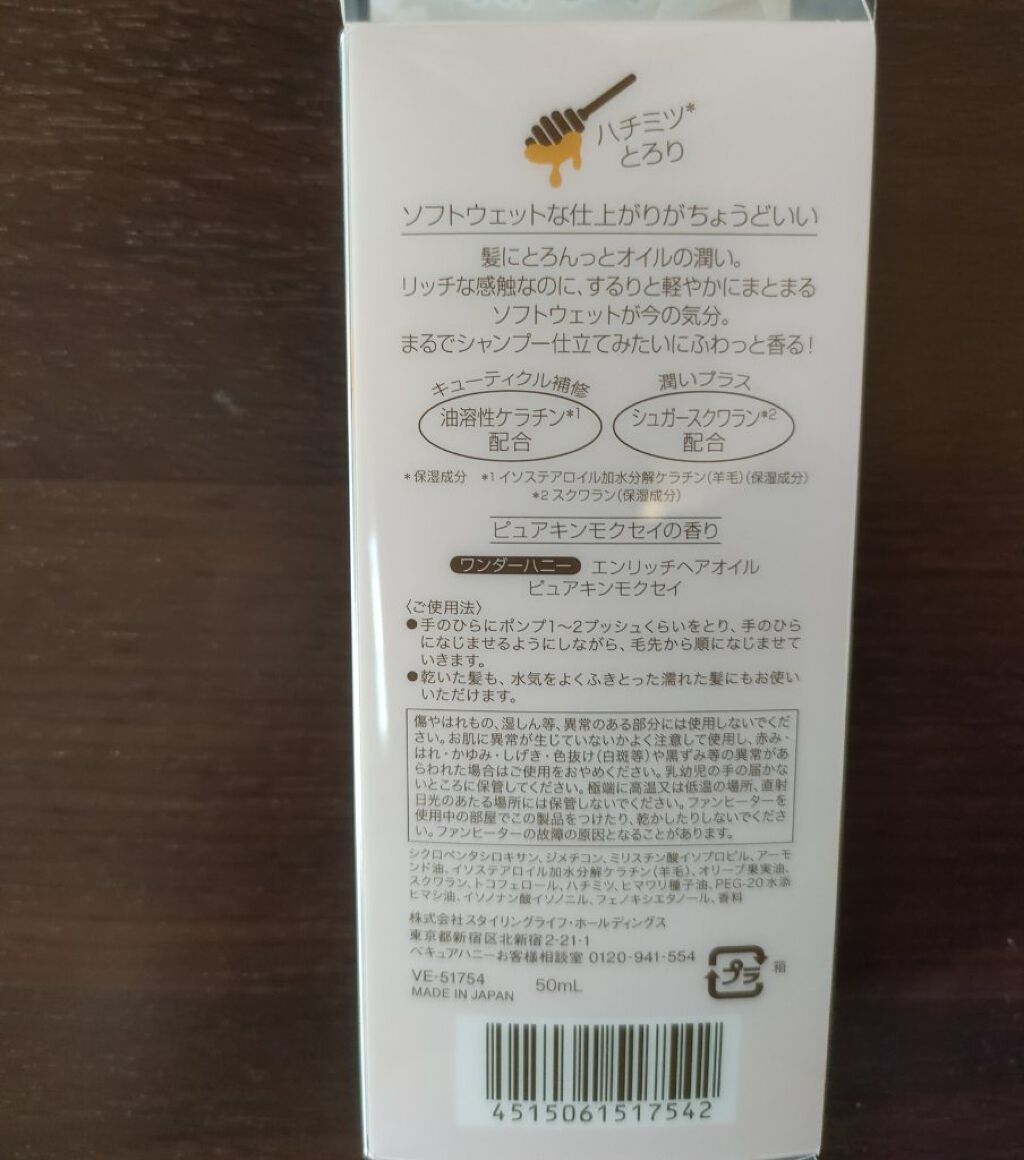 ハチミツ*
とろり
ソフトウェットな仕上がりがちょうどいい
髪にとろんっとオイルの潤い。
リッチな感触なのに、するりと軽やかにまとまる
ソフトウェットが今の気分。
まるでシャンプー仕立てみたいにふわっと香る!
キューティクル補修 潤いプラス
油溶性ケラチン*1 シュガースクワラン*2
配合 配合
*保湿成分 *1 イソステアロイル加水分解ケラチン(羊毛)(保湿成分)
*2 スクワラン(保湿成分)
ピュアキンモクセイの香り
ワンダーハニー エンリッチヘアオイル
ピュアキンモクセイ
〈ご使用法〉
●手のひらにポンプ1〜2プッシュくらいをとり、手のひら
になじませるようにしながら、毛先から順になじませて
いきます。
●乾いた髪も、水気をよくふきとった濡れた髪にもお使い
いただけます。
傷やはれもの、湿しん等、異常のある部分には使用しないでくだ
さい。お肌に異常が生じていないかよく注意して使用し、赤み・
はれ・かゆみ・しげき・色抜け(白斑等)や黒ずみ等の異常があ
らわれた場合はご使用をおやめください。乳幼児の手の届かな
いところに保管してください。極端に高温又は低温の場所、直射
日光のあたる場所には保管しないでください。ファンヒーターを
使用中の部屋でこの製品をつけたり、乾かしたりしないでくださ
い。ファンヒーターの故障の原因となることがあります。
シクロペンタシロキサン、ジメチコン、ミリスチン酸イソプロピル、アーモ
ンド油、イソステアロイル加水分解ケラチン(羊毛)、オリーブ果実油、
スクワラン、トコフェロール、ハチミツ、ヒマワリ種子油、PEG-20水添
ヒマシ油、イソノナン酸イソノニル、フェノキシエタノール、香料
株式会社スタイリングライフ・ホールディングス
東京都新宿区北新宿2-21-1
ベキュアハニーお客様相談室 0120-941-554
プラ 箱
VE-51754 50mL
MADE IN JAPAN
4515061517542